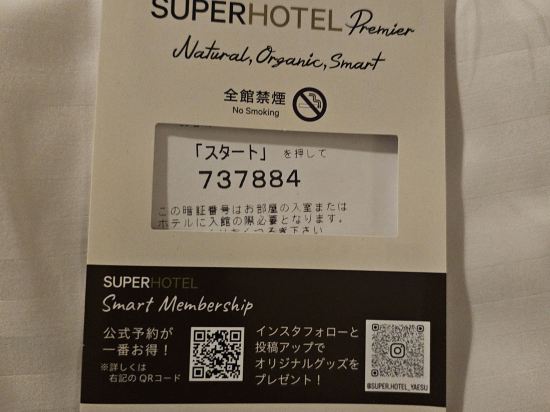 SUPERHOTEL Premier
Natural, Organic, Smart
全館禁煙
No Smoking
「スタート」 を押して
737884
この暗証番号はお部屋の入室または
ホテルに入館の際必要となります。
SUPERHOTEL
Smart Membership
公式予約が
一番お得!
※詳しくは
右記の QRコード
インスタフォローと
投稿アップで
オリジナルグッズを
プレゼント!
@SUPER.HOTEL_YAESU